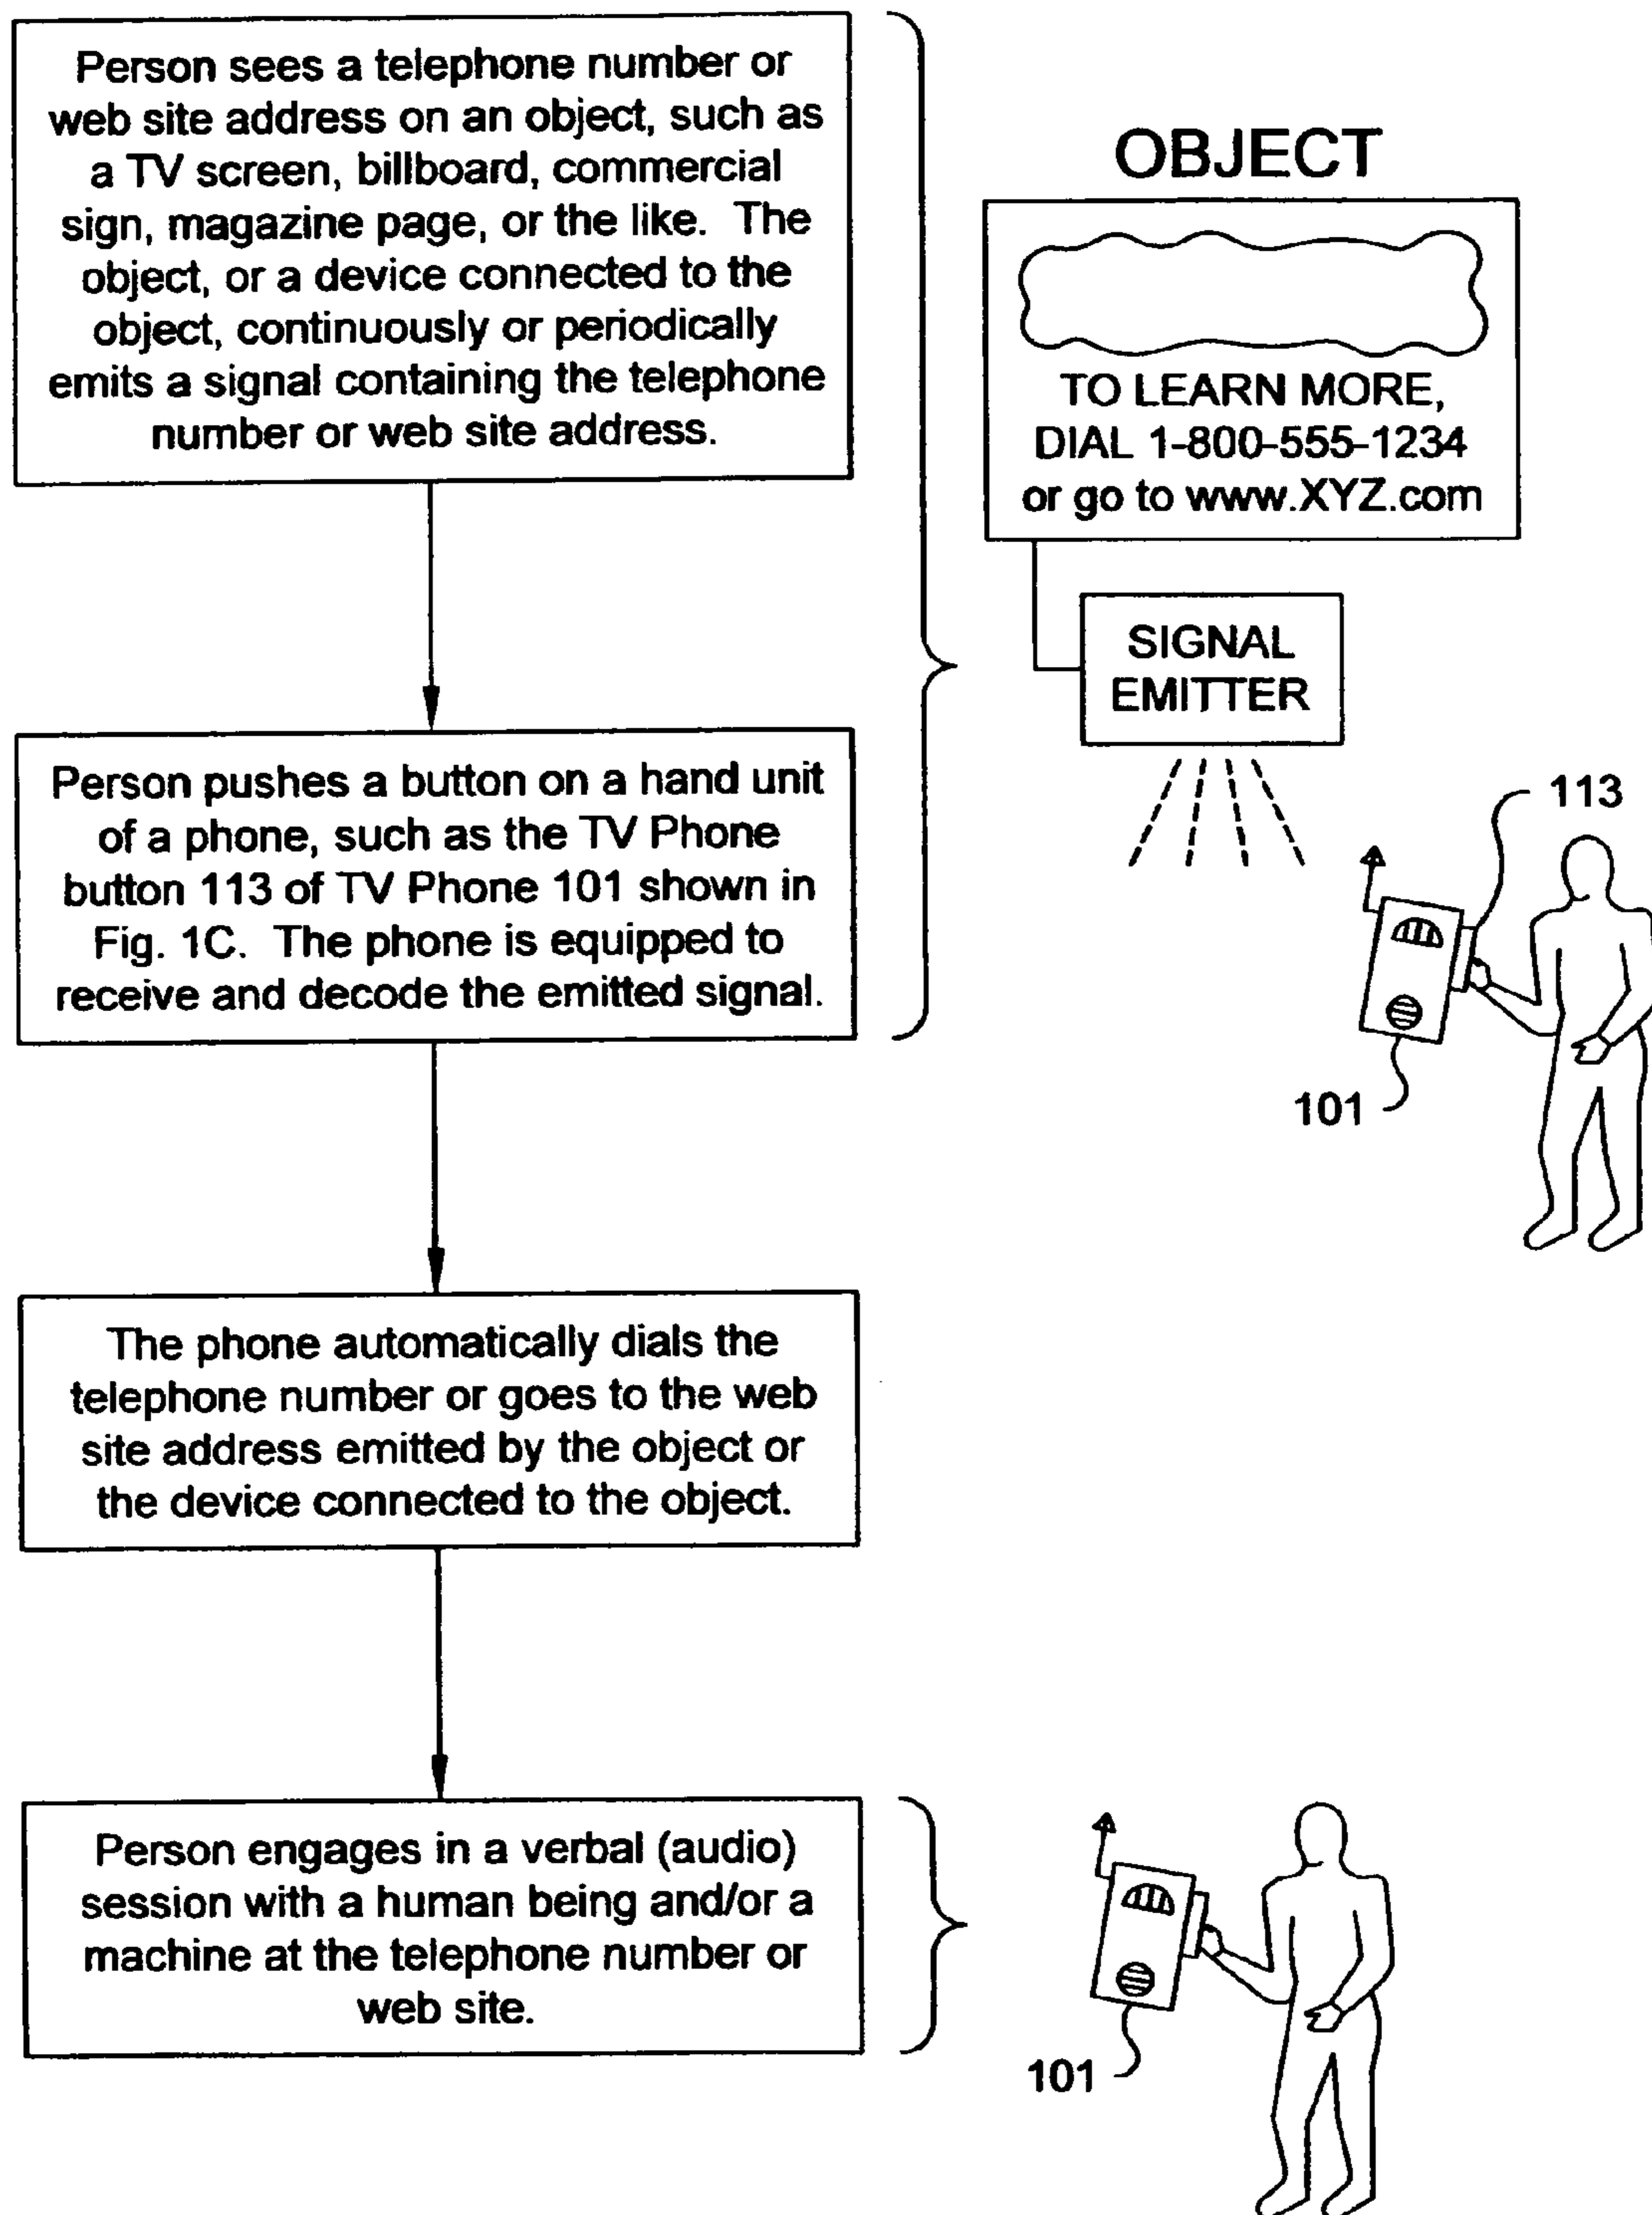 Person sees a telephone number or
web site address on an object, such as
a TV screen, billboard, commercial
sign, magazine page, or the like.  The
object, or a device connected to the
object, continuously or periodically
emits a signal containing the telephone
number or web site address.
OBJECT
TO LEARN MORE,
DIAL 1-800-555-1234
or go to www.XYZ.com
SIGNAL
EMITTER
Person pushes a button on a hand unit
of a phone, such as the TV Phone
button 113 of TV Phone 101 shown in
Fig. 1C.  The phone is equipped to
receive and decode the emitted signal.
113
101
The phone automatically dials the
telephone number or goes to the web
site address emitted by the object or
the device connected to the object.
Person engages in a verbal (audio)
session with a human being and/or a
machine at the telephone number or
web site.
101